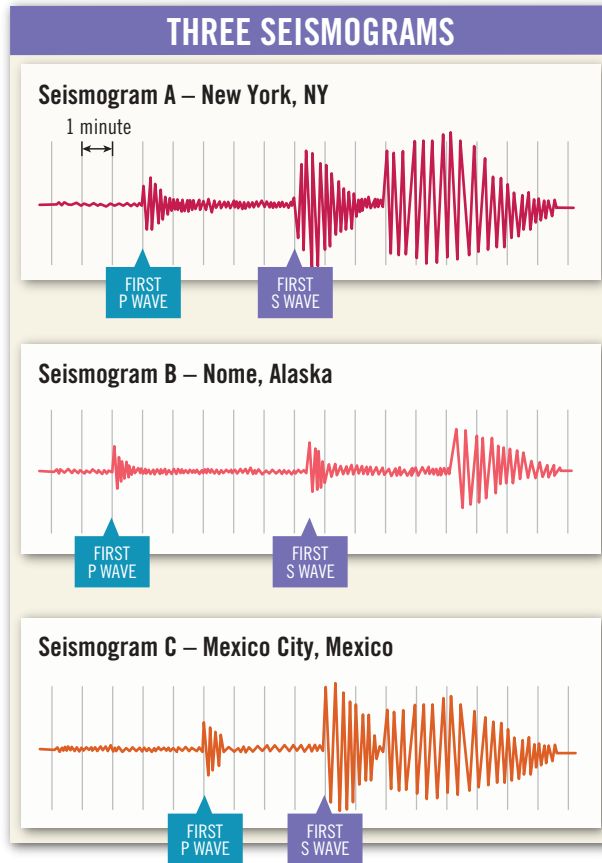 THREE SEISMOGRAMS
Seismogram A – New York, NY
1 minute
FIRST
P WAVE
FIRST
S WAVE
Seismogram B – Nome, Alaska
FIRST
P WAVE
FIRST
S WAVE
Seismogram C – Mexico City, Mexico
FIRST
P WAVE
FIRST
S WAVE